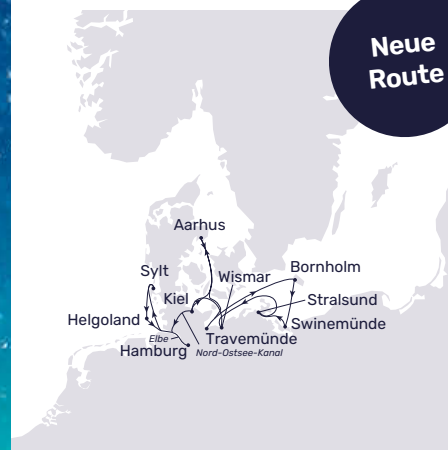 Neue
Route
Aarhus
Sylt
Wismar
Bornholm
Kiel
Stralsund
Helgoland
Swinemünde
Elbe
Travemünde
Hamburg
Nord-Ostsee-Kanal